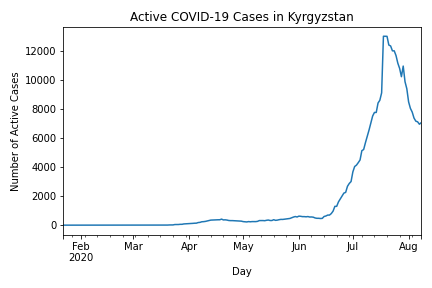 Active COVID-19 Cases in Kyrgyzstan
Number of Active Cases
12000
10000
8000
6000
4000
2000
0
Feb Mar Apr May Jun Jul Aug
2020
Day